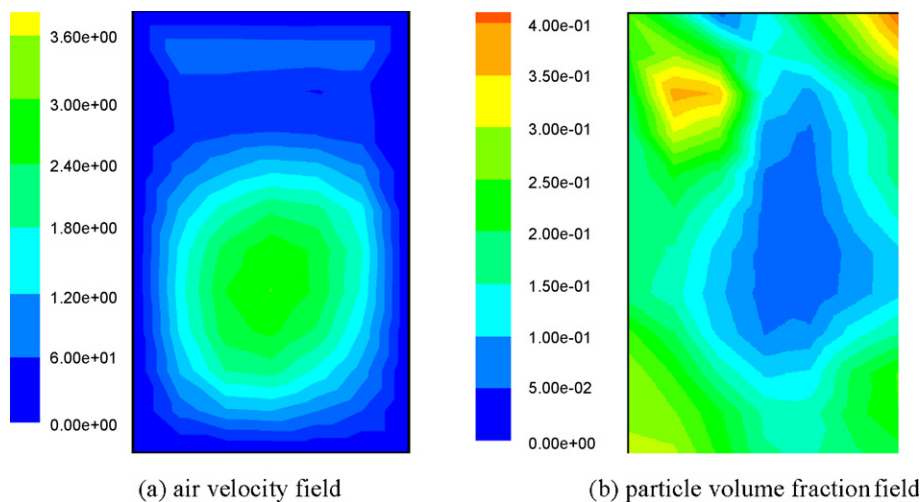 3.60e+00
3.00e+00
2.40e+00
1.80e+00
1.20e+00
6.00e+01
0.00e+00
4.00e-01
3.50e-01
3.00e-01
2.50e-01
2.00e-01
1.50e-01
1.00e-01
5.00e-02
0.00e+00
(a) air velocity field
(b) particle volume fraction field